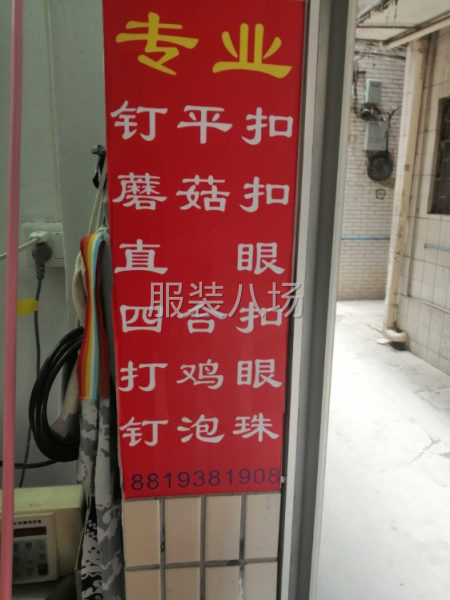 专业
钉平扣
蘑菇扣
直眼
四合扣
打鸡眼
钉泡珠
8819381908
服装八场